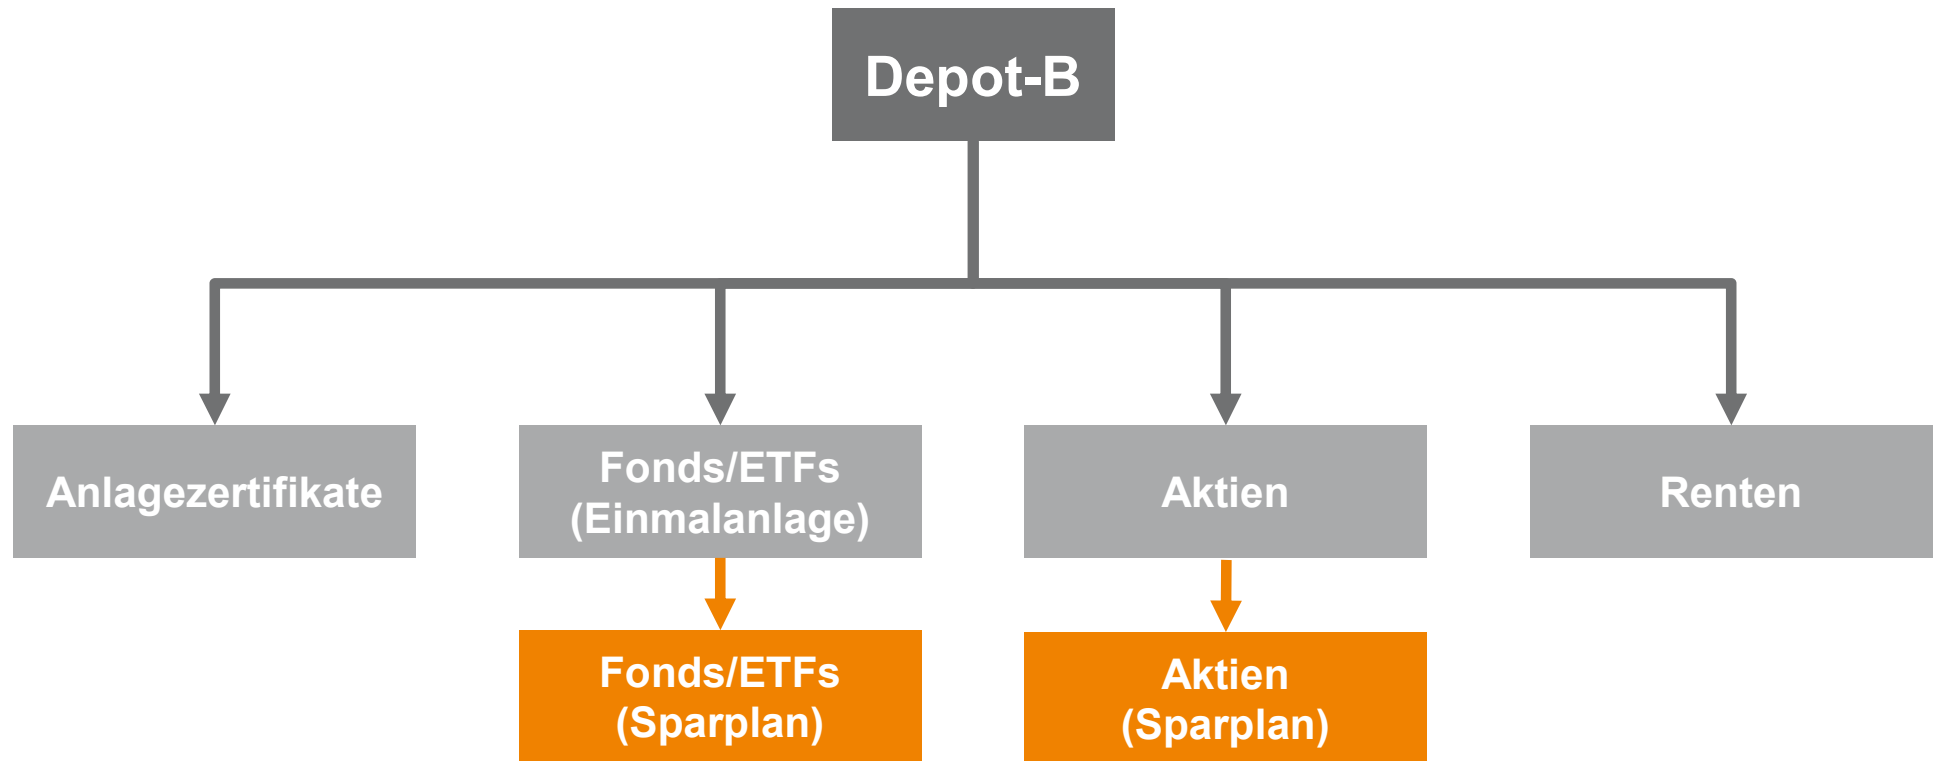 Depot-B
Anlagezertifikate
Fonds/ETFs
(Einmalanlage)
Aktien
Renten
Fonds/ETFs
(Sparplan)
Aktien
(Sparplan)